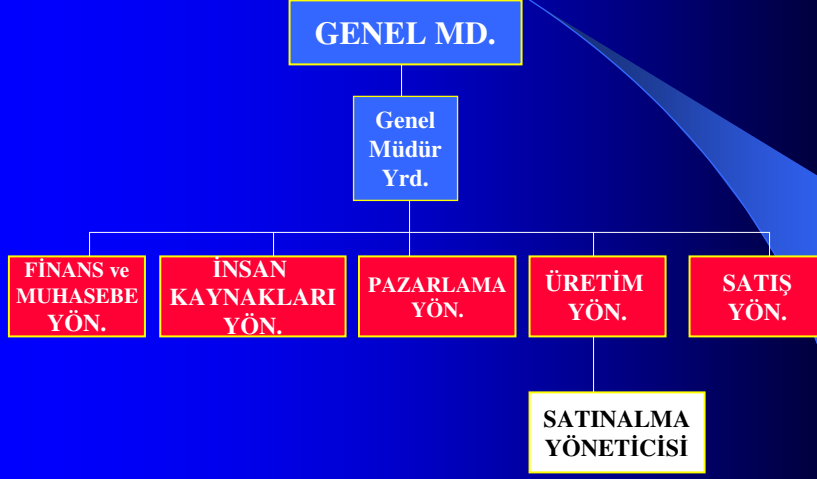 GENEL MD.
Genel
Müdür
Yrd.
FİNANS ve
MUHASEBE
YÖN.
İNSAN
KAYNAKLARI
YÖN.
PAZARLAMA
YÖN.
ÜRETİM
YÖN.
SATIŞ
YÖN.
SATINALMA
YÖNETİCİSİ